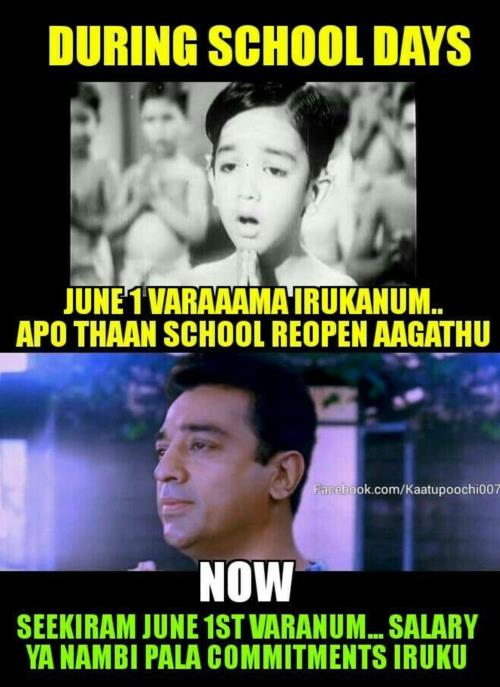 DURING SCHOOL DAYS
JUNE 1 VARAAAMA IRUKANUM..
APO THAAN SCHOOL REOPEN AAGATHU
Facebook.com/Kaatupoochi007
NOW
SEEKIRAM JUNE 1ST VARANUM... SALARY
YA NAMBI PALA COMMITMENTS IRUKU